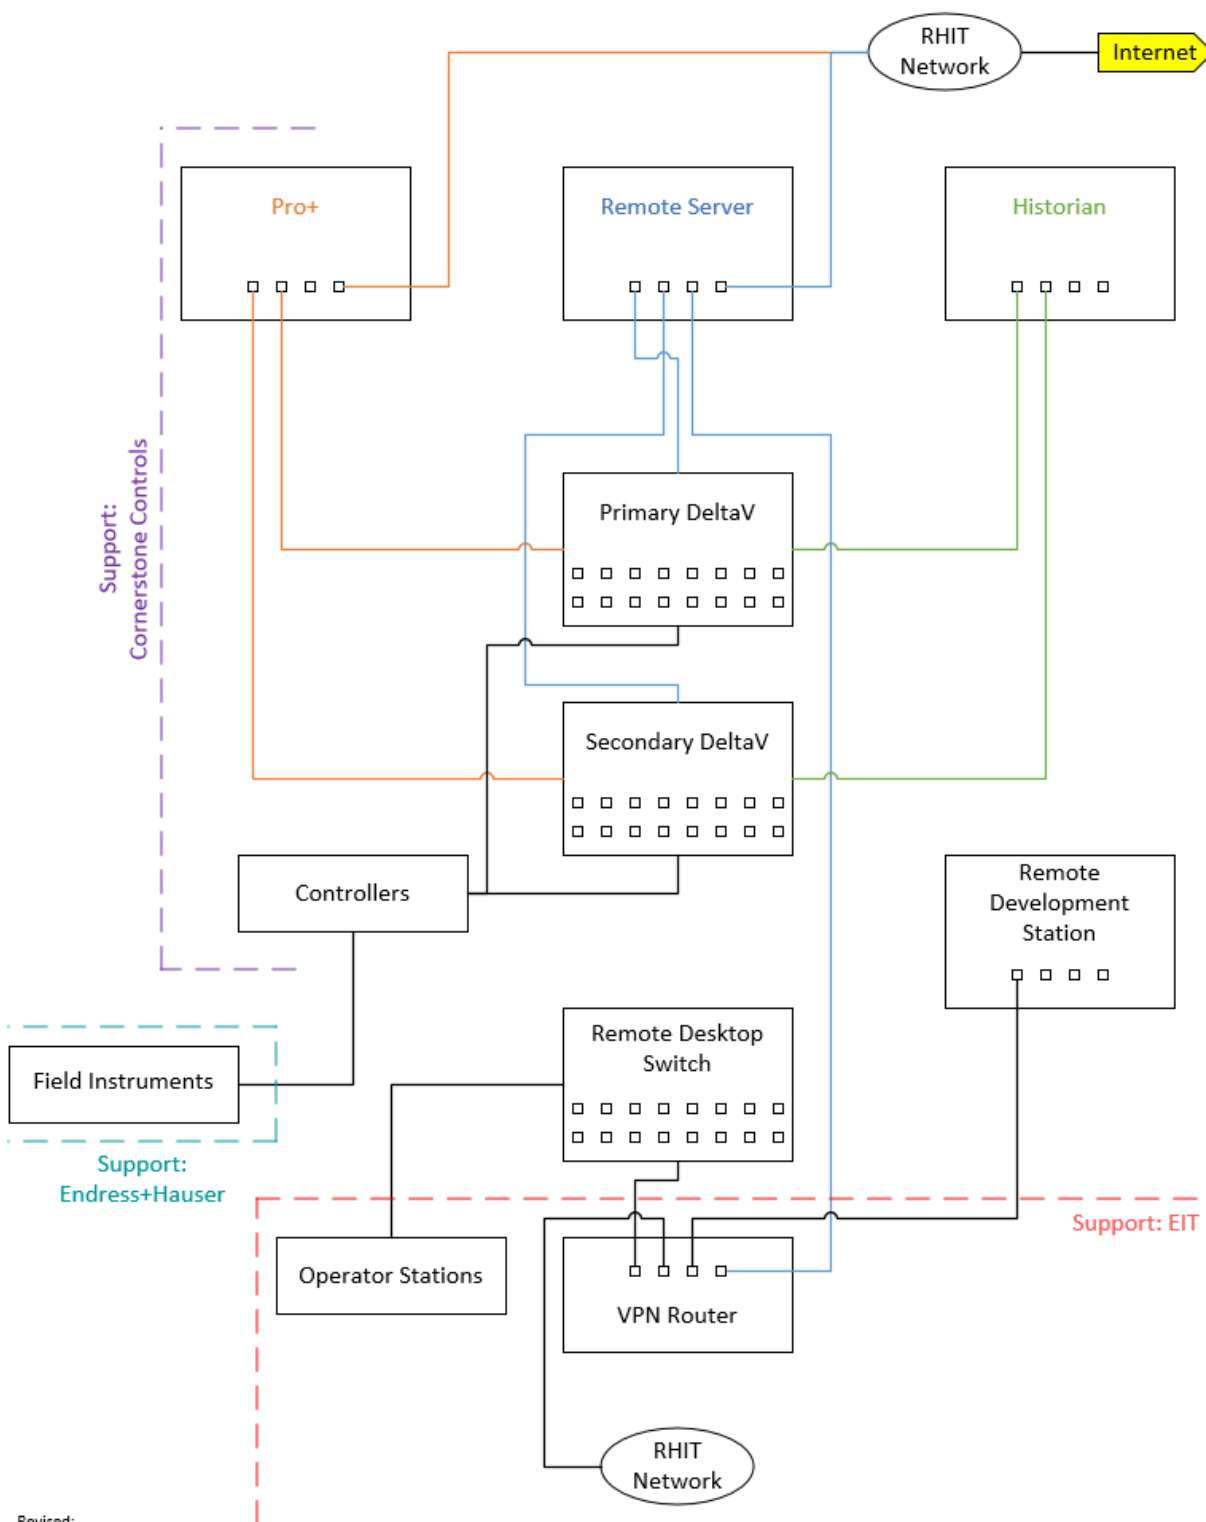 RHIT
Network
Internet
Pro+
Remote Server
Historian
Support:
Cornerstone Controls
Primary DeltaV
Secondary DeltaV
Controllers
Remote
Development
Station
Remote Desktop
Switch
Field Instruments
Support:
Endress+Hauser
Support: EIT
Operator Stations
VPN Router
RHIT
Network
Revised: